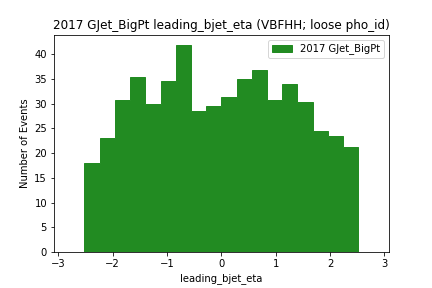 2017 GJet_BigPt leading_bjet_eta (VBFHH; loose pho_id)
2017 GJet_BigPt
Number of Events
40
35
30
25
20
15
10
5
0
−3 −2 −1 0 1 2 3
leading_bjet_eta